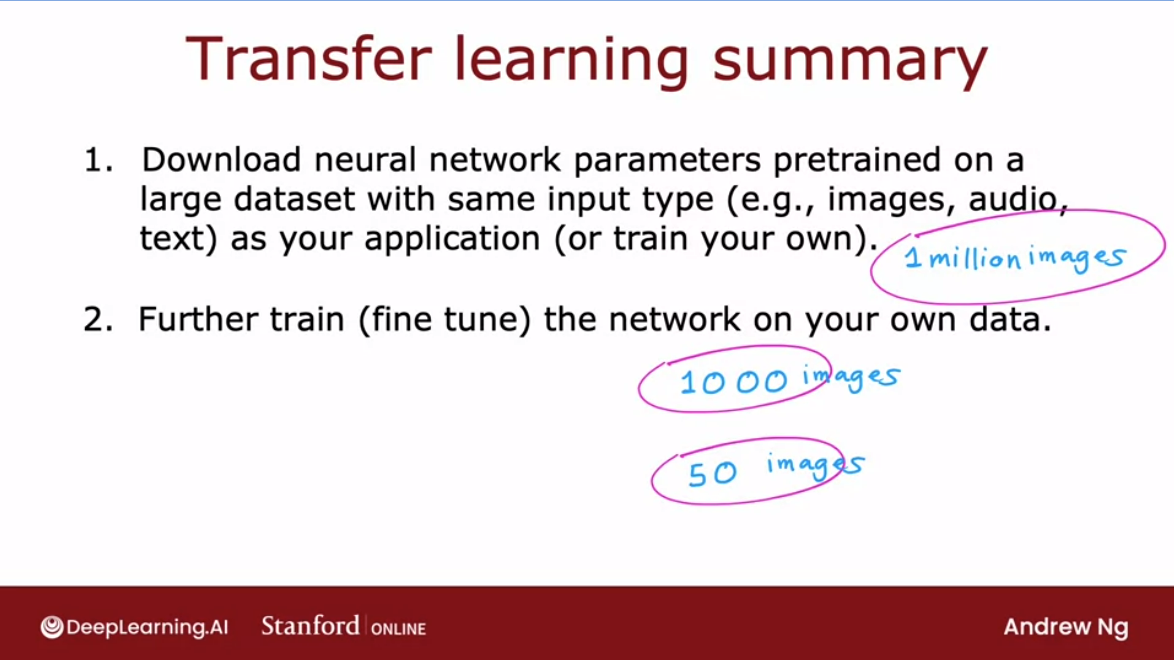 Transfer learning summary
1. Download neural network parameters pretrained on a
large dataset with same input type (e.g., images, audio,
text) as your application (or train your own).
1 million images
2. Further train (fine tune) the network on your own data.
1000 images
50 images
DeepLearning.AI Stanford ONLINE Andrew Ng